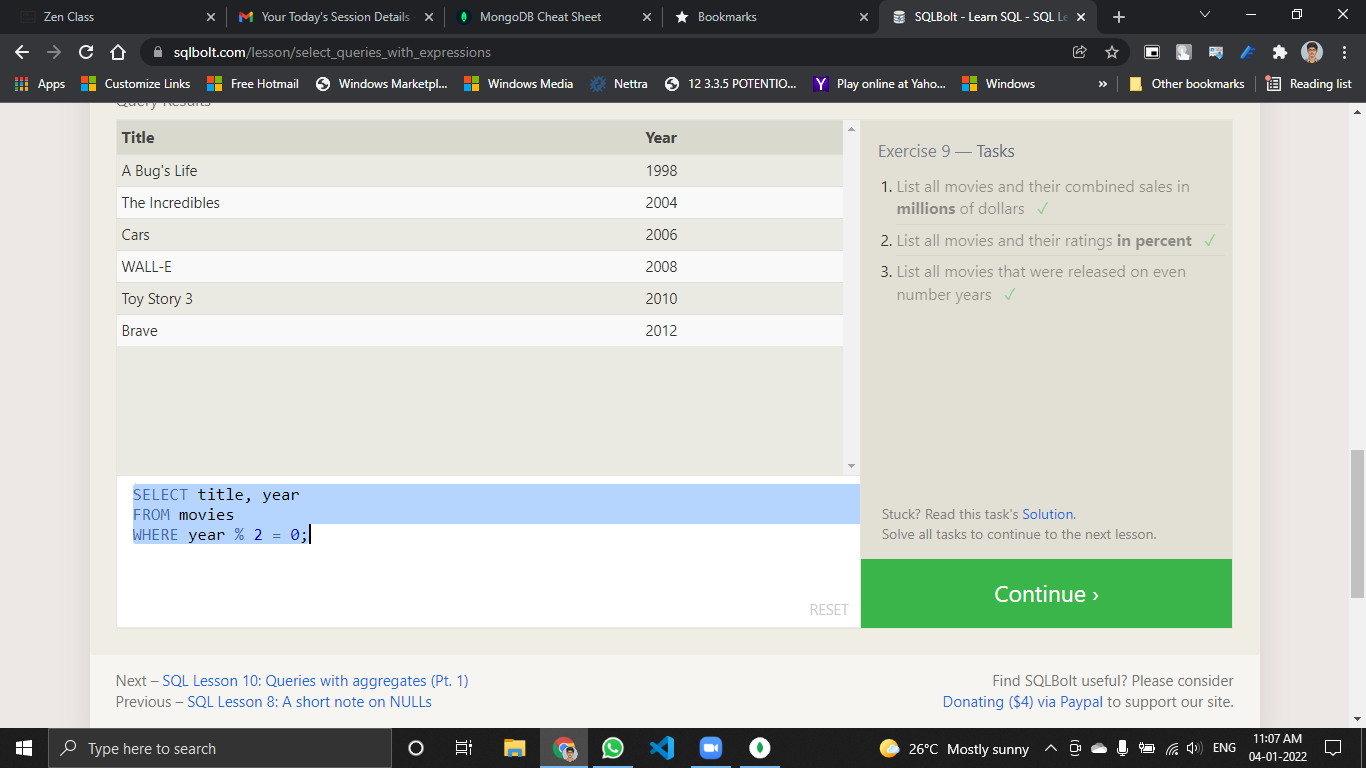 Zen Class
Your Today's Session Details
MongoDB Cheat Sheet
Bookmarks
SQLBolt - Learn SQL - SQL Le
sqlbolt.com/lesson/select_queries_with_expressions
Apps
Customize Links
Free Hotmail
Windows Marketpl...
Windows Media
Nettra
12 3.3.5 POTENTIO...
Play online at Yaho...
Windows
»
Other bookmarks
Reading list
Query Results
Title Year
A Bug's Life 1998
The Incredibles 2004
Cars 2006
WALL-E 2008
Toy Story 3 2010
Brave 2012
SELECT title, year
FROM movies
WHERE year % 2 = 0;
RESET
Exercise 9 — Tasks
1. List all movies and their combined sales in
millions of dollars ✓
2. List all movies and their ratings in percent ✓
3. List all movies that were released on even
number years ✓
Stuck? Read this task's Solution.
Solve all tasks to continue to the next lesson.
Continue ›
Next – SQL Lesson 10: Queries with aggregates (Pt. 1)
Previous – SQL Lesson 8: A short note on NULLs
Find SQLBolt useful? Please consider
Donating ($4) via Paypal to support our site.
Type here to search
26°C Mostly sunny
ENG
11:07 AM
04-01-2022